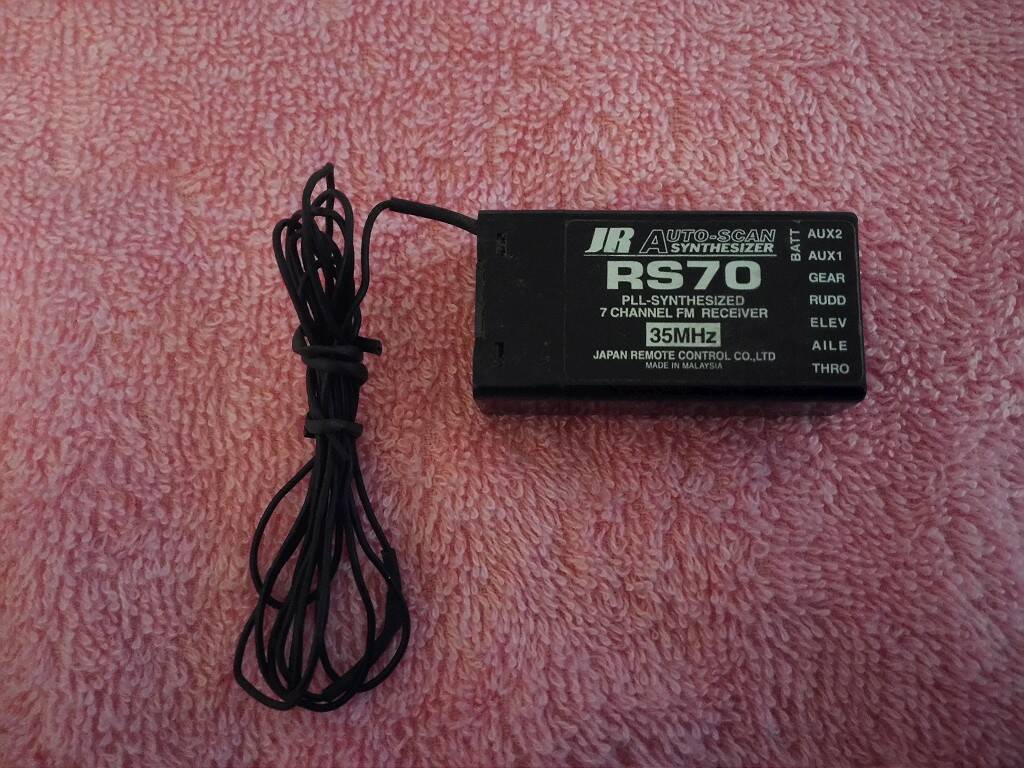 JR AUTO-SCAN
SYNTHESIZER
RS70
PLL-SYNTHESIZED
7 CHANNEL FM RECEIVER
35MHz
JAPAN REMOTE CONTROL CO.,LTD
MADE IN MALAYSIA
BATT
AUX2
AUX1
GEAR
RUDD
ELEV
AILE
THRO